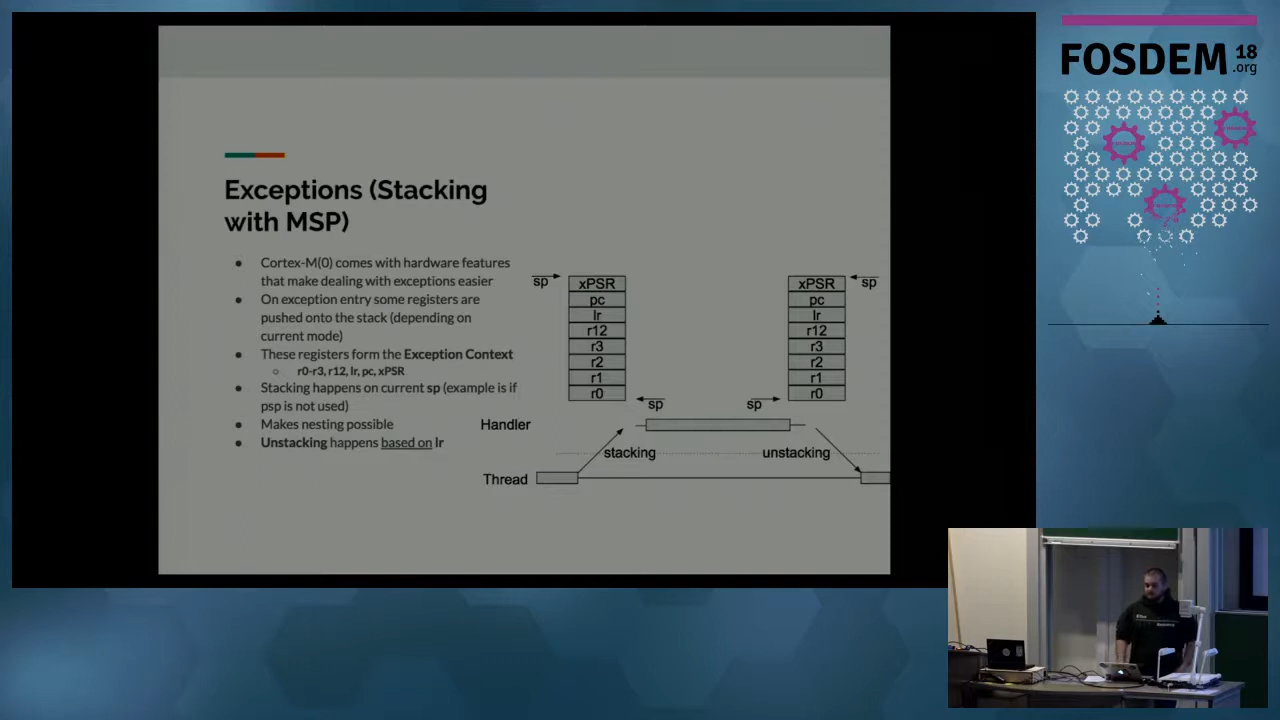 FOSDEM 18
.org
Exceptions (Stacking
with MSP)
● Cortex-M(0) comes with hardware features
that make dealing with exceptions easier
● On exception entry some registers are
pushed onto the stack (depending on
current mode)
● These registers form the Exception Context
○ r0-r3, r12, lr, pc, xPSR
● Stacking happens on current sp (example is if
psp is not used)
● Makes nesting possible
● Unstacking happens based on lr
sp
xPSR
pc
lr
r12
r3
r2
r1
r0
sp
xPSR
pc
lr
r12
r3
r2
r1
r0
sp
sp
Handler
stacking
unstacking
Thread